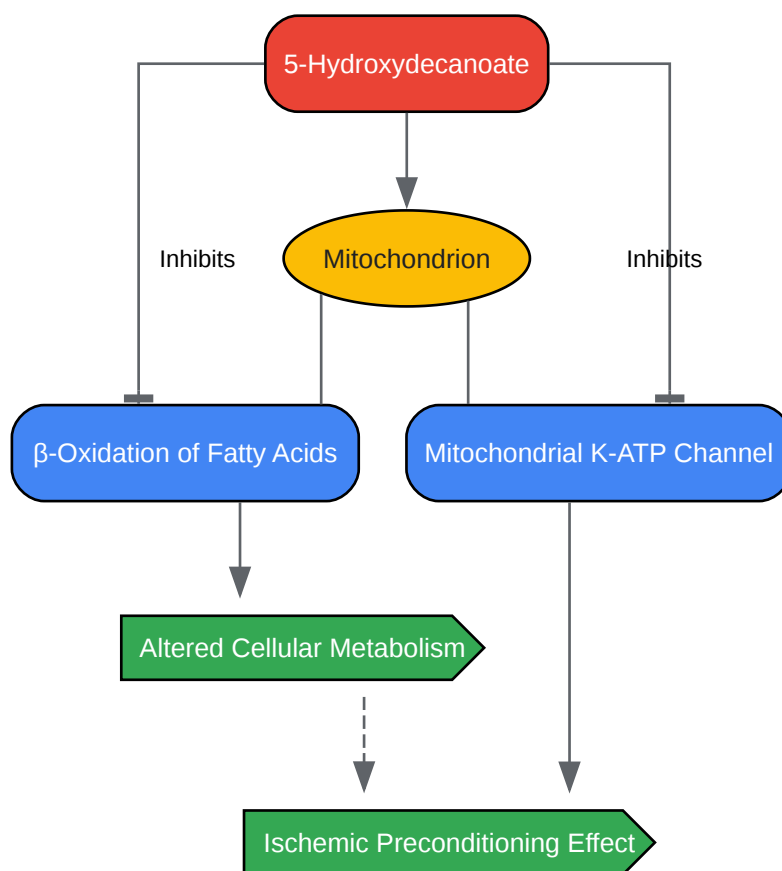 5-Hydroxydecanoate
Mitochondrion
Inhibits
Inhibits
β-Oxidation of Fatty Acids
Mitochondrial K-ATP Channel
Altered Cellular Metabolism
Ischemic Preconditioning Effect